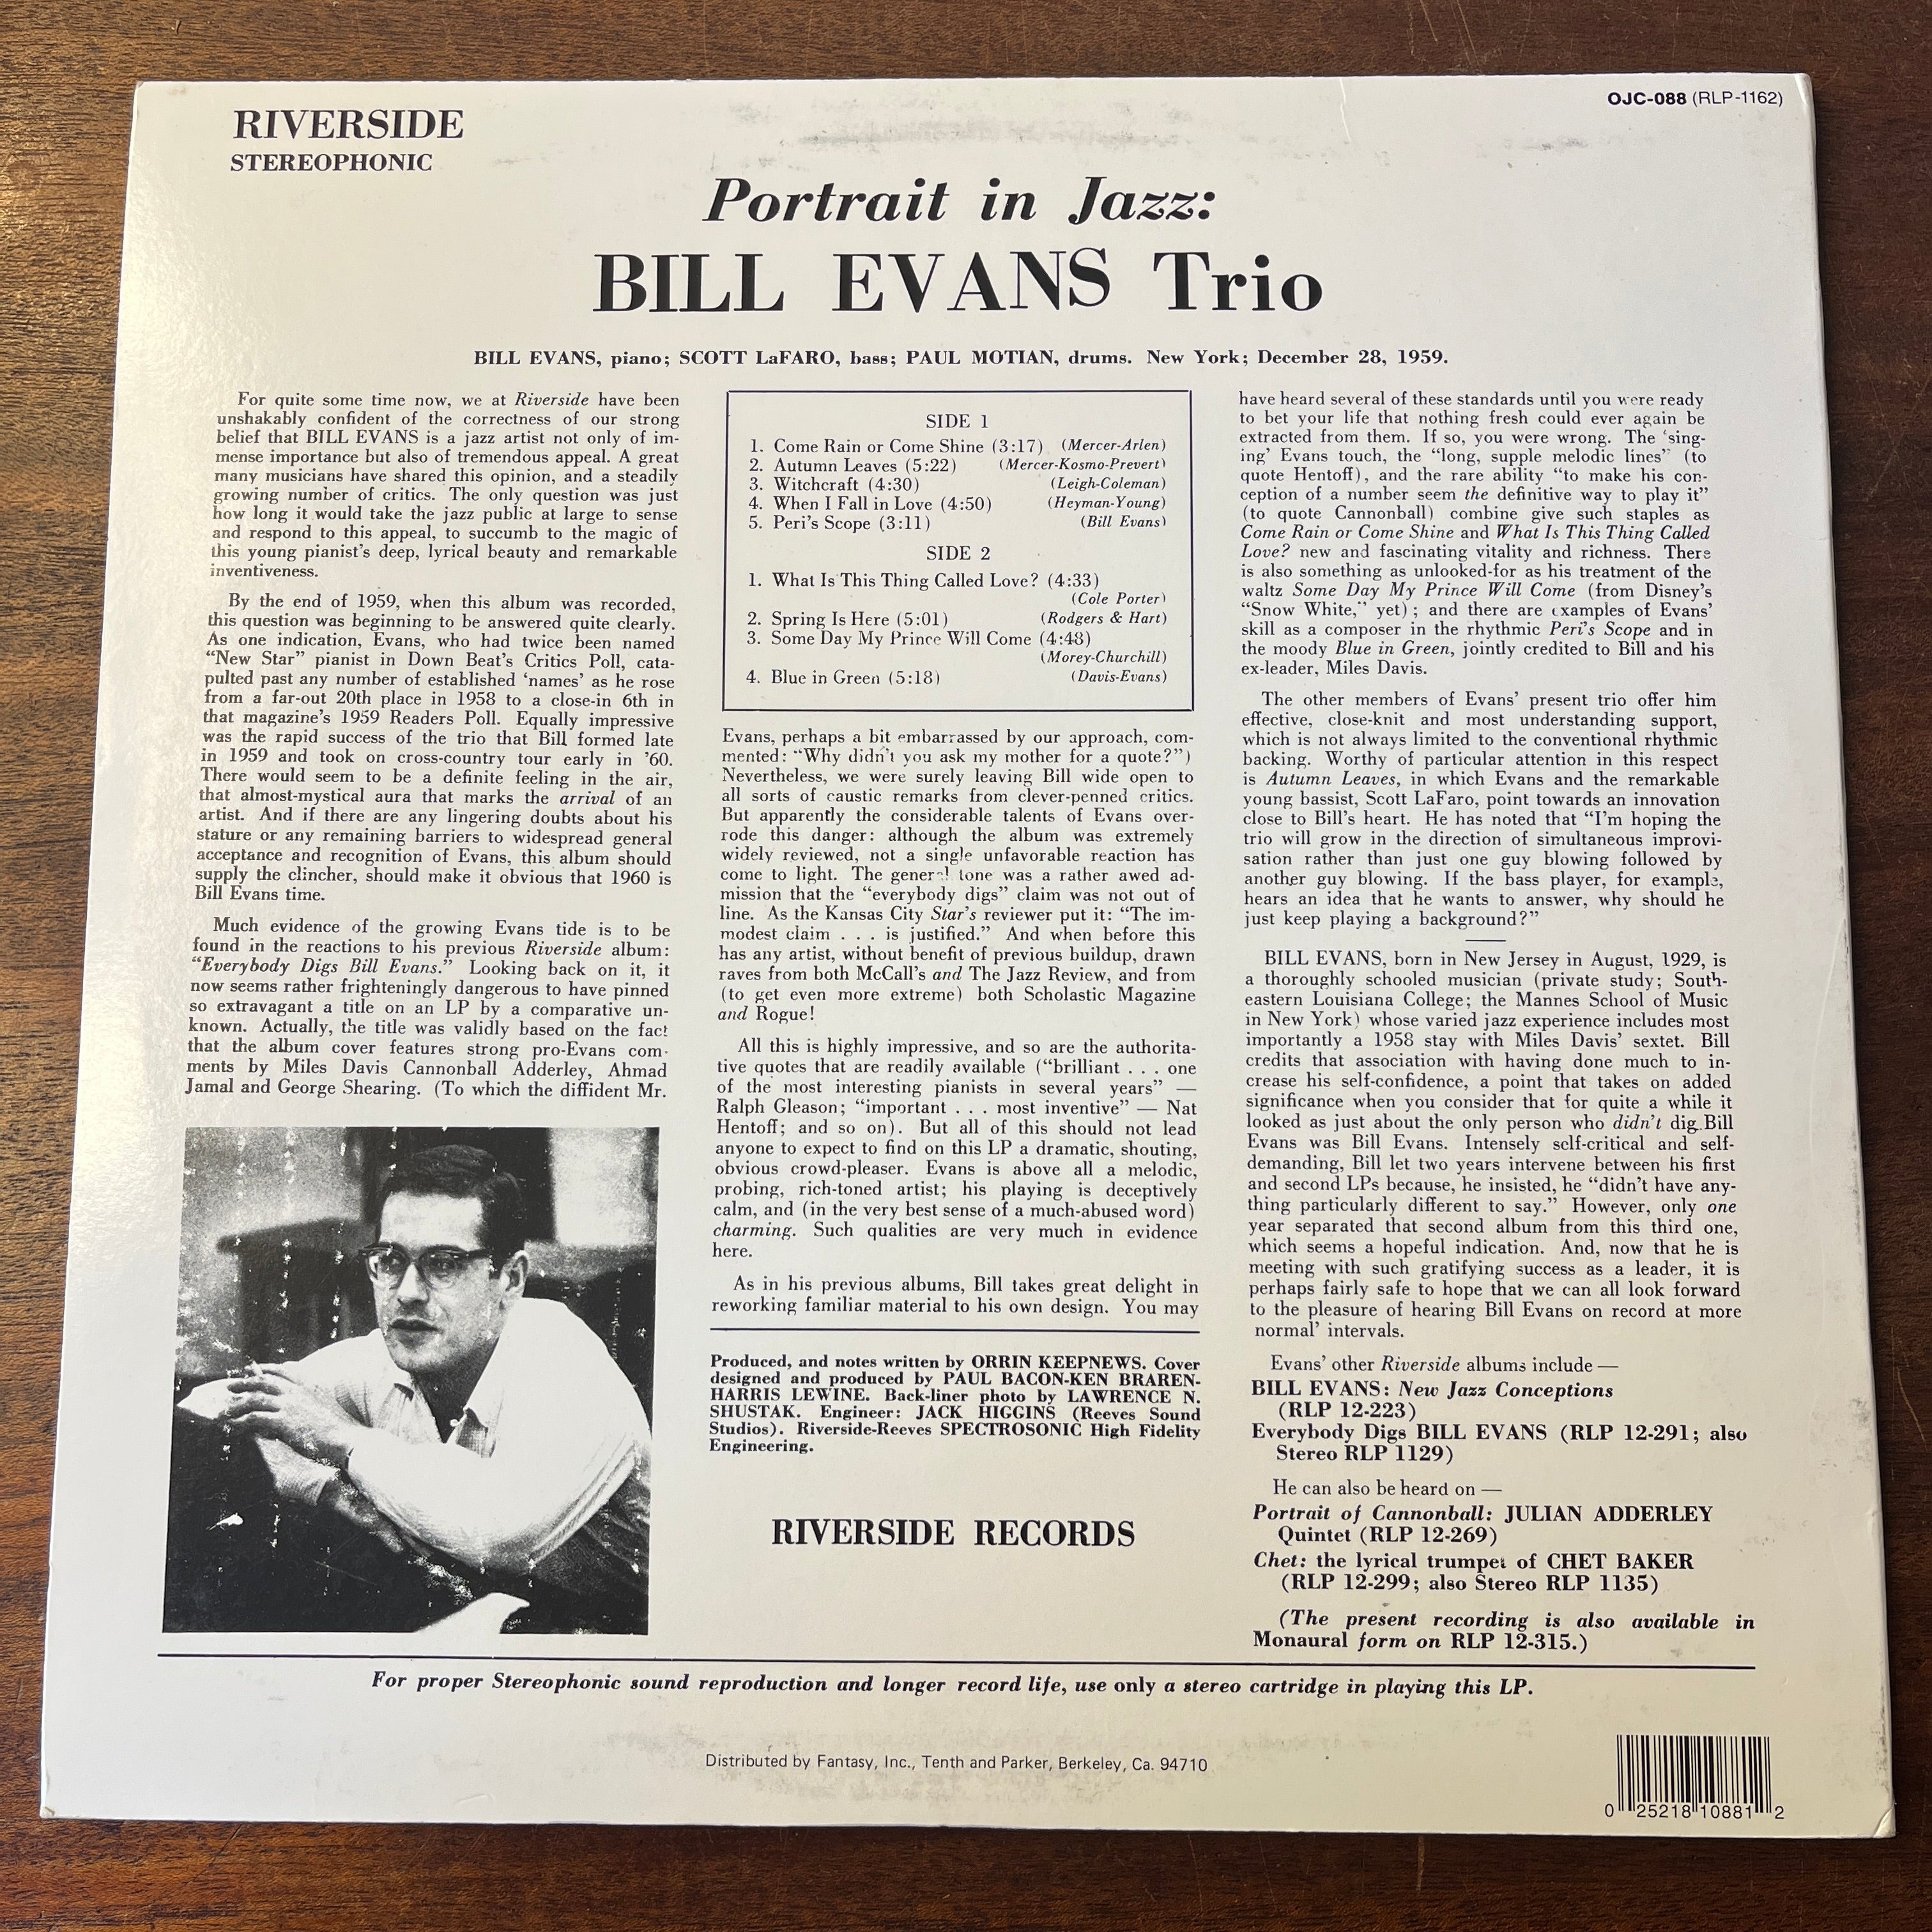 OJC-088 (RLP-1162)
RIVERSIDE
STEREOPHONIC
Portrait in Jazz:
BILL EVANS Trio
BILL EVANS, piano; SCOTT LaFARO, bass; PAUL MOTIAN, drums. New York; December 28, 1959.
For quite some time now, we at Riverside have been
unshakably confident of the correctness of our strong
belief that BILL EVANS is a jazz artist not only of im-
mense importance but also of tremendous appeal. A great
many musicians have shared this opinion, and a steadily
growing number of critics. The only question was just
how long it would take the jazz public at large to sense
and respond to this appeal, to succumb to the magic of
this young pianist's deep, lyrical beauty and remarkable
inventiveness.
By the end of 1959, when this album was recorded,
this question was beginning to be answered quite clearly.
As one indication, Evans, who had twice been named
“New Star” pianist in Down Beat's Critics Poll, cata-
pulted past any number of established ‘names’ as he rose
from a far-out 20th place in 1958 to a close-in 6th in
that magazine's 1959 Readers Poll. Equally impressive
was the rapid success of the trio that Bill formed late
in 1959 and took on cross-country tour early in ’60.
There would seem to be a definite feeling in the air,
that almost-mystical aura that marks the arrival of an
artist. And if there are any lingering doubts about his
stature or any remaining barriers to widespread general
acceptance and recognition of Evans, this album should
supply the clincher, should make it obvious that 1960 is
Bill Evans time.
Much evidence of the growing Evans tide is to be
found in the reactions to his previous Riverside album:
“Everybody Digs Bill Evans.” Looking back on it, it
now seems rather frighteningly dangerous to have pinned
so extravagant a title on an LP by a comparative un-
known. Actually, the title was validly based on the fact
that the album cover features strong pro-Evans com-
ments by Miles Davis Cannonball Adderley, Ahmad
Jamal and George Shearing. (To which the diffident Mr.
SIDE 1
1. Come Rain or Come Shine (3:17) (Mercer-Arlen)
2. Autumn Leaves (5:22) (Mercer-Kosmo-Prevert)
3. Witchcraft (4:30) (Leigh-Coleman)
4. When I Fall in Love (4:50) (Heyman-Young)
5. Peri's Scope (3:11) (Bill Evans)
SIDE 2
1. What Is This Thing Called Love? (4:33)
(Cole Porter)
2. Spring Is Here (5:01) (Rodgers & Hart)
3. Some Day My Prince Will Come (4:48)
(Morey-Churchill)
4. Blue in Green (5:18) (Davis-Evans)
Evans, perhaps a bit embarrassed by our approach, com-
mented: “Why didn't you ask my mother for a quote?”)
Nevertheless, we were surely leaving Bill wide open to
all sorts of caustic remarks from clever-penned critics.
But apparently the considerable talents of Evans over-
rode this danger: although the album was extremely
widely reviewed, not a single unfavorable reaction has
come to light. The general tone was a rather awed ad-
mission that the “everybody digs” claim was not out of
line. As the Kansas City Star's reviewer put it: “The im-
modest claim . . . is justified.” And when before this
has any artist, without benefit of previous buildup, drawn
raves from both McCall's and The Jazz Review, and from
(to get even more extreme) both Scholastic Magazine
and Rogue!
All this is highly impressive, and so are the authorita-
tive quotes that are readily available (“brilliant . . . one
of the most interesting pianists in several years” —
Ralph Gleason; “important . . . most inventive” — Nat
Hentoff; and so on). But all of this should not lead
anyone to expect to find on this LP a dramatic, shouting,
obvious crowd-pleaser. Evans is above all a melodic,
probing, rich-toned artist; his playing is deceptively
calm, and (in the very best sense of a much-abused word)
charming. Such qualities are very much in evidence
here.
As in his previous albums, Bill takes great delight in
reworking familiar material to his own design. You may
Produced, and notes written by ORRIN KEEPNEWS. Cover
designed and produced by PAUL BACON-KEN BRAREN-
HARRIS LEWINE. Back-liner photo by LAWRENCE N.
SHUSTAK. Engineer: JACK HIGGINS (Reeves Sound
Studios). Riverside-Reeves SPECTROSONIC High Fidelity
Engineering.
RIVERSIDE RECORDS
have heard several of these standards until you were ready
to bet your life that nothing fresh could ever again be
extracted from them. If so, you were wrong. The ‘sing-
ing’ Evans touch, the “long, supple melodic lines” (to
quote Hentoff), and the rare ability “to make his con-
ception of a number seem the definitive way to play it”
(to quote Cannonball) combine give such staples as
Come Rain or Come Shine and What Is This Thing Called
Love? new and fascinating vitality and richness. There
is also something as unlooked-for as his treatment of the
waltz Some Day My Prince Will Come (from Disney's
“Snow White,” yet); and there are examples of Evans'
skill as a composer in the rhythmic Peri's Scope and in
the moody Blue in Green, jointly credited to Bill and his
ex-leader, Miles Davis.
The other members of Evans' present trio offer him
effective, close-knit and most understanding support,
which is not always limited to the conventional rhythmic
backing. Worthy of particular attention in this respect
is Autumn Leaves, in which Evans and the remarkable
young bassist, Scott LaFaro, point towards an innovation
close to Bill's heart. He has noted that “I'm hoping the
trio will grow in the direction of simultaneous improvi-
sation rather than just one guy blowing followed by
another guy blowing. If the bass player, for example,
hears an idea that he wants to answer, why should he
just keep playing a background?”
BILL EVANS, born in New Jersey in August, 1929, is
a thoroughly schooled musician (private study; South-
eastern Louisiana College; the Mannes School of Music
in New York) whose varied jazz experience includes most
importantly a 1958 stay with Miles Davis' sextet. Bill
credits that association with having done much to in-
crease his self-confidence, a point that takes on added
significance when you consider that for quite a while it
looked as just about the only person who didn't dig Bill
Evans was Bill Evans. Intensely self-critical and self-
demanding, Bill let two years intervene between his first
and second LPs because, he insisted, he “didn't have any-
thing particularly different to say.” However, only one
year separated that second album from this third one,
which seems a hopeful indication. And, now that he is
meeting with such gratifying success as a leader, it is
perhaps fairly safe to hope that we can all look forward
to the pleasure of hearing Bill Evans on record at more
normal’ intervals.
Evans' other Riverside albums include —
BILL EVANS: New Jazz Conceptions
(RLP 12-223)
Everybody Digs BILL EVANS (RLP 12-291; also
Stereo RLP 1129)
He can also be heard on —
Portrait of Cannonball: JULIAN ADDERLEY
Quintet (RLP 12-269)
Chet: the lyrical trumpet of CHET BAKER
(RLP 12-299; also Stereo RLP 1135)
(The present recording is also available in
Monaural form on RLP 12-315.)
For proper Stereophonic sound reproduction and longer record life, use only a stereo cartridge in playing this LP.
Distributed by Fantasy, Inc., Tenth and Parker, Berkeley, Ca. 94710
0 25218 10881 2